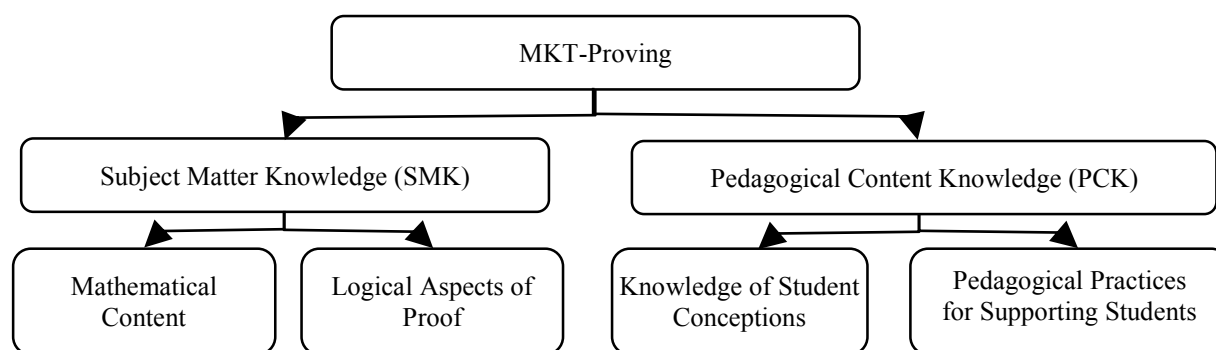 MKT-Proving
Subject Matter Knowledge (SMK)
Pedagogical Content Knowledge (PCK)
Mathematical
Content
Logical Aspects of
Proof
Knowledge of Student
Conceptions
Pedagogical Practices
for Supporting Students